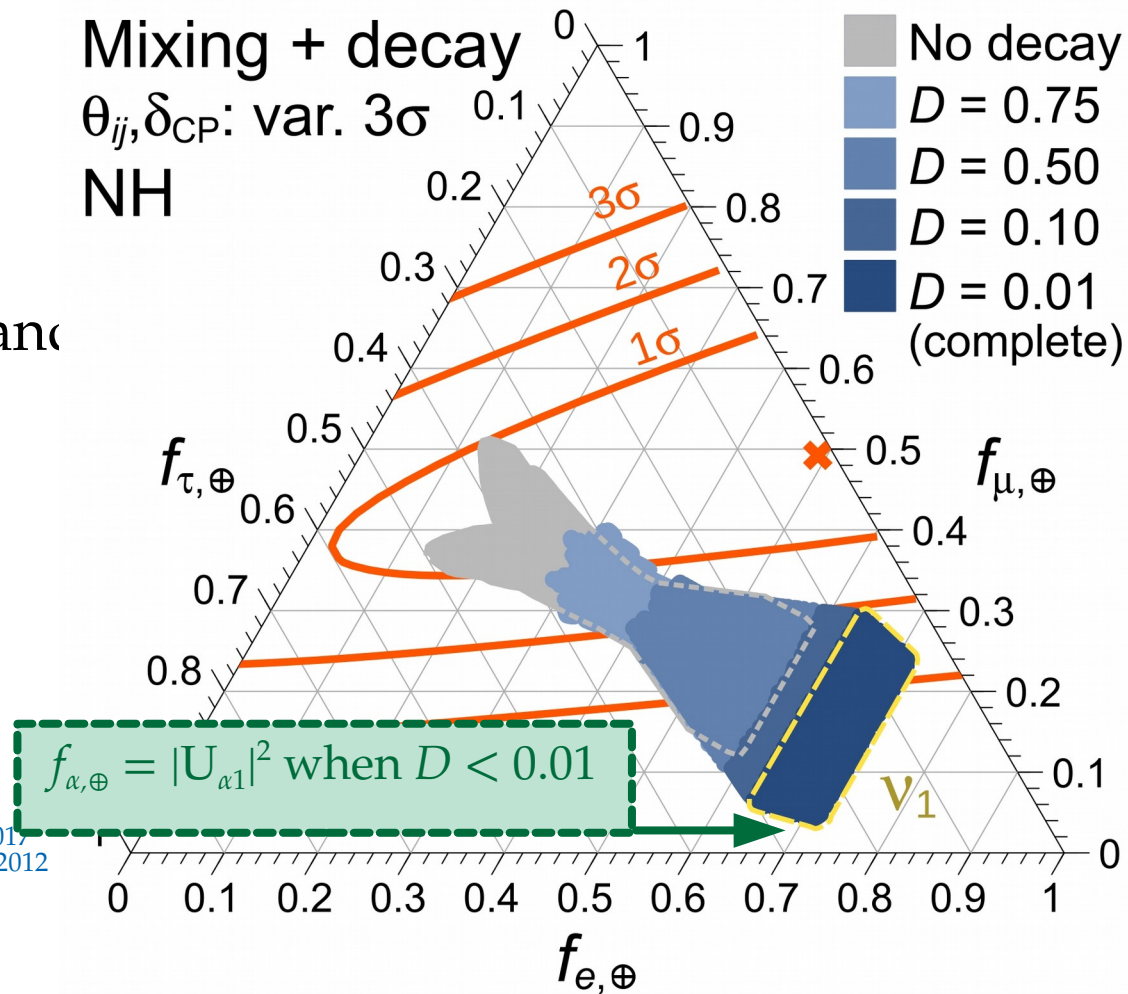 Mixing + decay
θij,δCP: var. 3σ
NH
No decay
D = 0.75
D = 0.50
D = 0.10
D = 0.01
(complete)
0
0.1
0.2
0.3
0.4
0.5
0.6
0.7
0.8
fτ,⊕
1
0.9
0.8
0.7
0.6
0.5
0.4
0.3
0.2
0.1
0
fμ,⊕
3σ
2σ
1σ
ν1
fα,⊕ = |Uα1|² when D < 0.01
2012
0
0.1
0.2
0.3
0.4
0.5
0.6
0.7
0.8
0.9
1
fe,⊕